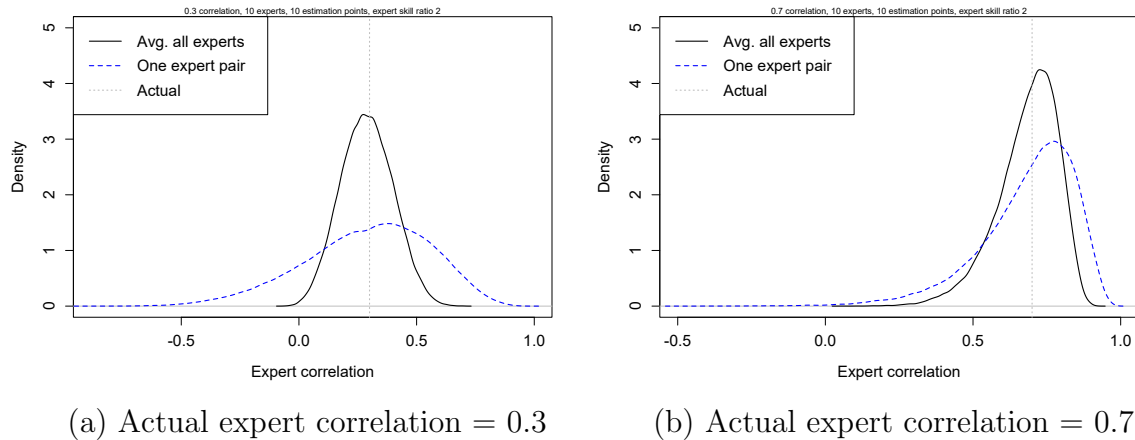 0.3 correlation, 10 experts, 10 estimation points, expert skill ratio 2
5
4
3
2
1
0
Density
Avg. all experts
One expert pair
Actual
-0.5
0.0
0.5
1.0
Expert correlation
(a) Actual expert correlation = 0.3
0.7 correlation, 10 experts, 10 estimation points, expert skill ratio 2
5
4
3
2
1
0
Density
Avg. all experts
One expert pair
Actual
-0.5
0.0
0.5
1.0
Expert correlation
(b) Actual expert correlation = 0.7